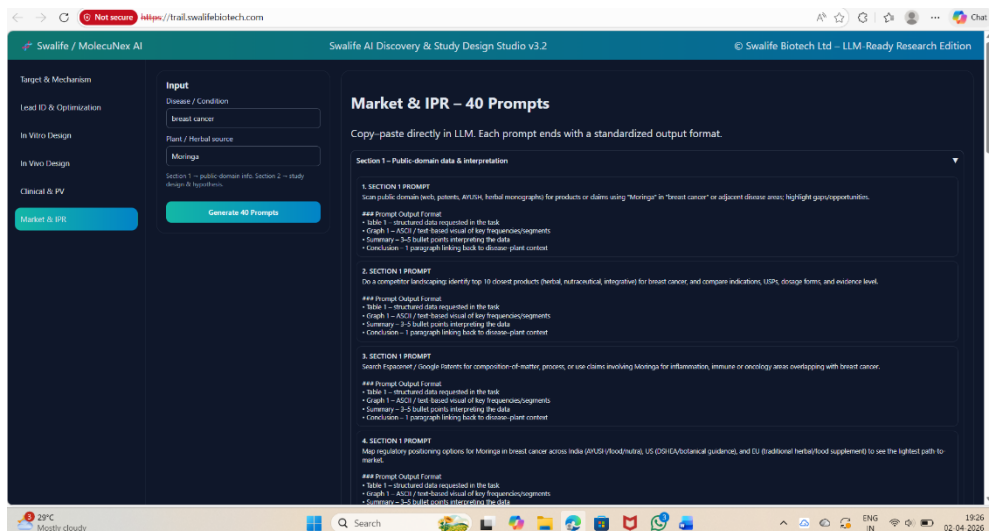 Not secure https://trail.swalifebiotech.com
Chat
Swalife / MolecuNex AI
Swalife AI Discovery & Study Design Studio v3.2
© Swalife Biotech Ltd – LLM-Ready Research Edition
Target & Mechanism
Lead ID & Optimization
In Vitro Design
In Vivo Design
Clinical & PV
Market & IPR
Input
Disease / Condition
breast cancer
Plant / Herbal source
Moringa
Section 1 → public-domain info. Section 2 → study
design & hypothesis.
Generate 40 Prompts
Market & IPR – 40 Prompts
Copy–paste directly in LLM. Each prompt ends with a standardized output format.
Section 1 – Public-domain data & interpretation
1. SECTION 1 PROMPT
Scan public domain (web, patents, AYUSH, herbal monographs) for products or claims using "Moringa" in "breast cancer" or adjacent disease areas; highlight gaps/opportunities.
### Prompt Output Format
• Table 1 – structured data requested in the task
• Graph 1 – ASCII / text-based visual of key frequencies/segments
• Summary – 3–5 bullet points interpreting the data
• Conclusion – 1 paragraph linking back to disease–plant context
2. SECTION 1 PROMPT
Do a competitor landscaping: identify top 10 closest products (herbal, nutraceutical, integrative) for breast cancer, and compare indications, USPs, dosage forms, and evidence level.
### Prompt Output Format
• Table 1 – structured data requested in the task
• Graph 1 – ASCII / text-based visual of key frequencies/segments
• Summary – 3–5 bullet points interpreting the data
• Conclusion – 1 paragraph linking back to disease–plant context
3. SECTION 1 PROMPT
Search Espacenet / Google Patents for composition-of-matter, process, or use claims involving Moringa for inflammation, immune or oncology areas overlapping with breast cancer.
### Prompt Output Format
• Table 1 – structured data requested in the task
• Graph 1 – ASCII / text-based visual of key frequencies/segments
• Summary – 3–5 bullet points interpreting the data
• Conclusion – 1 paragraph linking back to disease–plant context
4. SECTION 1 PROMPT
Map regulatory positioning options for Moringa in breast cancer across India (AYUSH/food/nutra), US (DSHEA/botanical guidance), and EU (traditional herbal/food supplement) to see the lightest path-to-
market.
### Prompt Output Format
• Table 1 – structured data requested in the task
• Graph 1 – ASCII / text-based visual of key frequencies/segments
• Summary – 3–5 bullet points interpreting the data
3
29°C
Mostly cloudy
Search
3
ENG
IN
19:26
02-04-2026